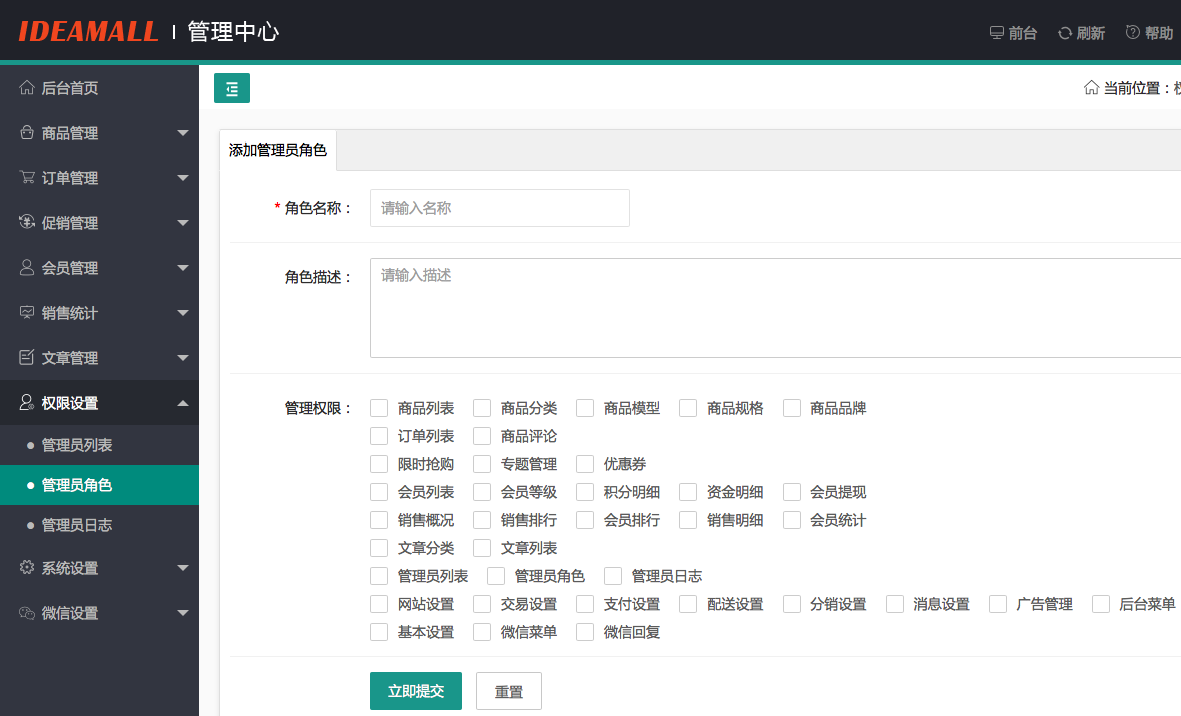 IDEAMALL 管理中心
前台 刷新 帮助
后台首页
商品管理
订单管理
促销管理
会员管理
销售统计
文章管理
权限设置
管理员列表
管理员角色
管理员日志
系统设置
微信设置
当前位置：
添加管理员角色
* 角色名称： 请输入名称
角色描述： 请输入描述
管理权限： 商品列表 商品分类 商品模型 商品规格 商品品牌
订单列表 商品评论
限时抢购 专题管理 优惠券
会员列表 会员等级 积分明细 资金明细 会员提现
销售概况 销售排行 会员排行 销售明细 会员统计
文章分类 文章列表
管理员列表 管理员角色 管理员日志
网站设置 交易设置 支付设置 配送设置 分销设置 消息设置 广告管理 后台菜单
基本设置 微信菜单 微信回复
立即提交 重置